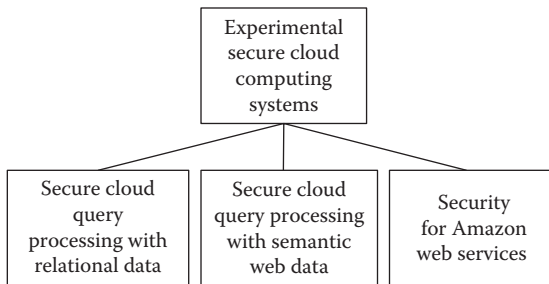 Experimental
secure cloud
computing
systems
Secure cloud
query
processing with
relational data
Secure cloud
query processing
with semantic
web data
Security
for Amazon
web services